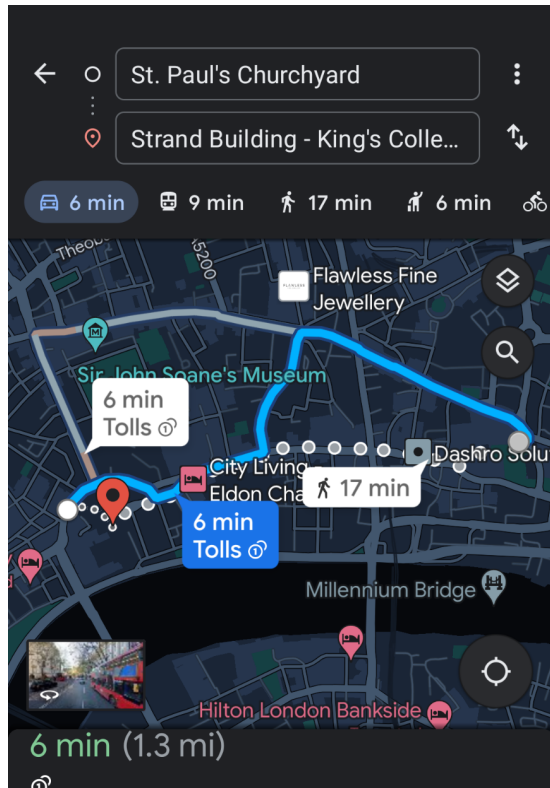 St. Paul's Churchyard
Strand Building - King's Colle...
6 min
9 min
17 min
6 min
Theob
5200
Flawless Fine
Jewellery
Sir John Soane's Museum
6 min
Tolls
City Living
Eldon Cha
Dashro Solu
17 min
6 min
Tolls
Millennium Bridge
Hilton London Bankside
6 min (1.3 mi)